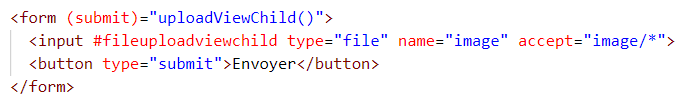 <form (submit)="uploadViewChild()">
<input #fileuploadviewchild type="file" name="image" accept="image/*">
<button type="submit">Envoyer</button>
</form>